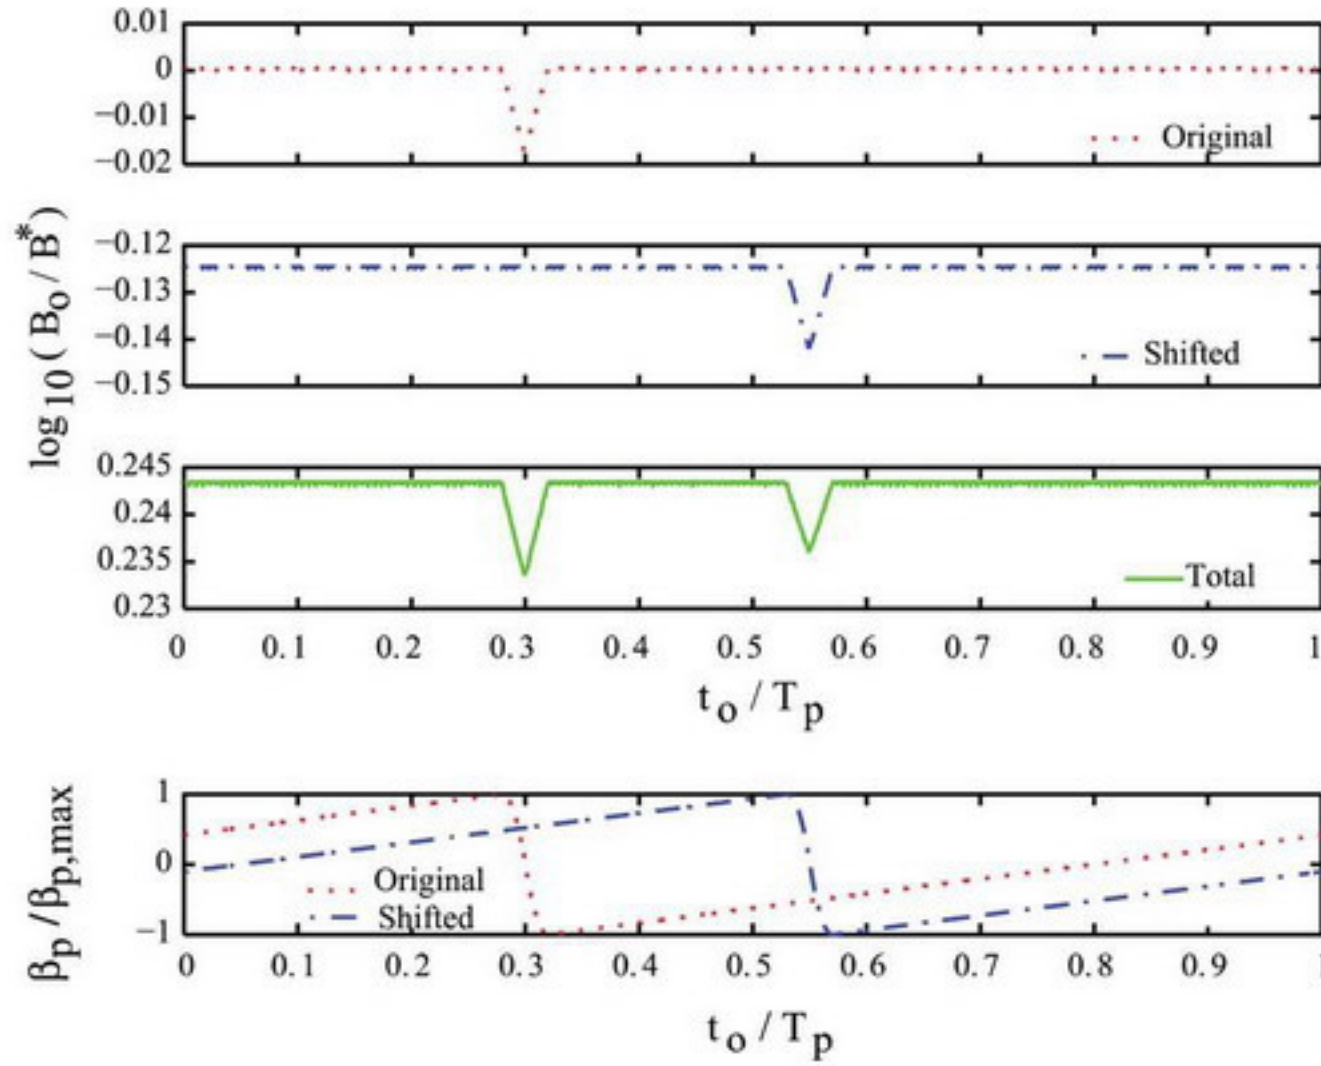 0.01
0
−0.01
−0.02
Original
log10 ( Bo / B* )
−0.12
−0.13
−0.14
−0.15
Shifted
0.245
0.24
0.235
0.23
Total
0 0.1 0.2 0.3 0.4 0.5 0.6 0.7 0.8 0.9 1
to / Tp
βp / βp,max
1
0
−1
Original
Shifted
0 0.1 0.2 0.3 0.4 0.5 0.6 0.7 0.8 0.9 1
to / Tp